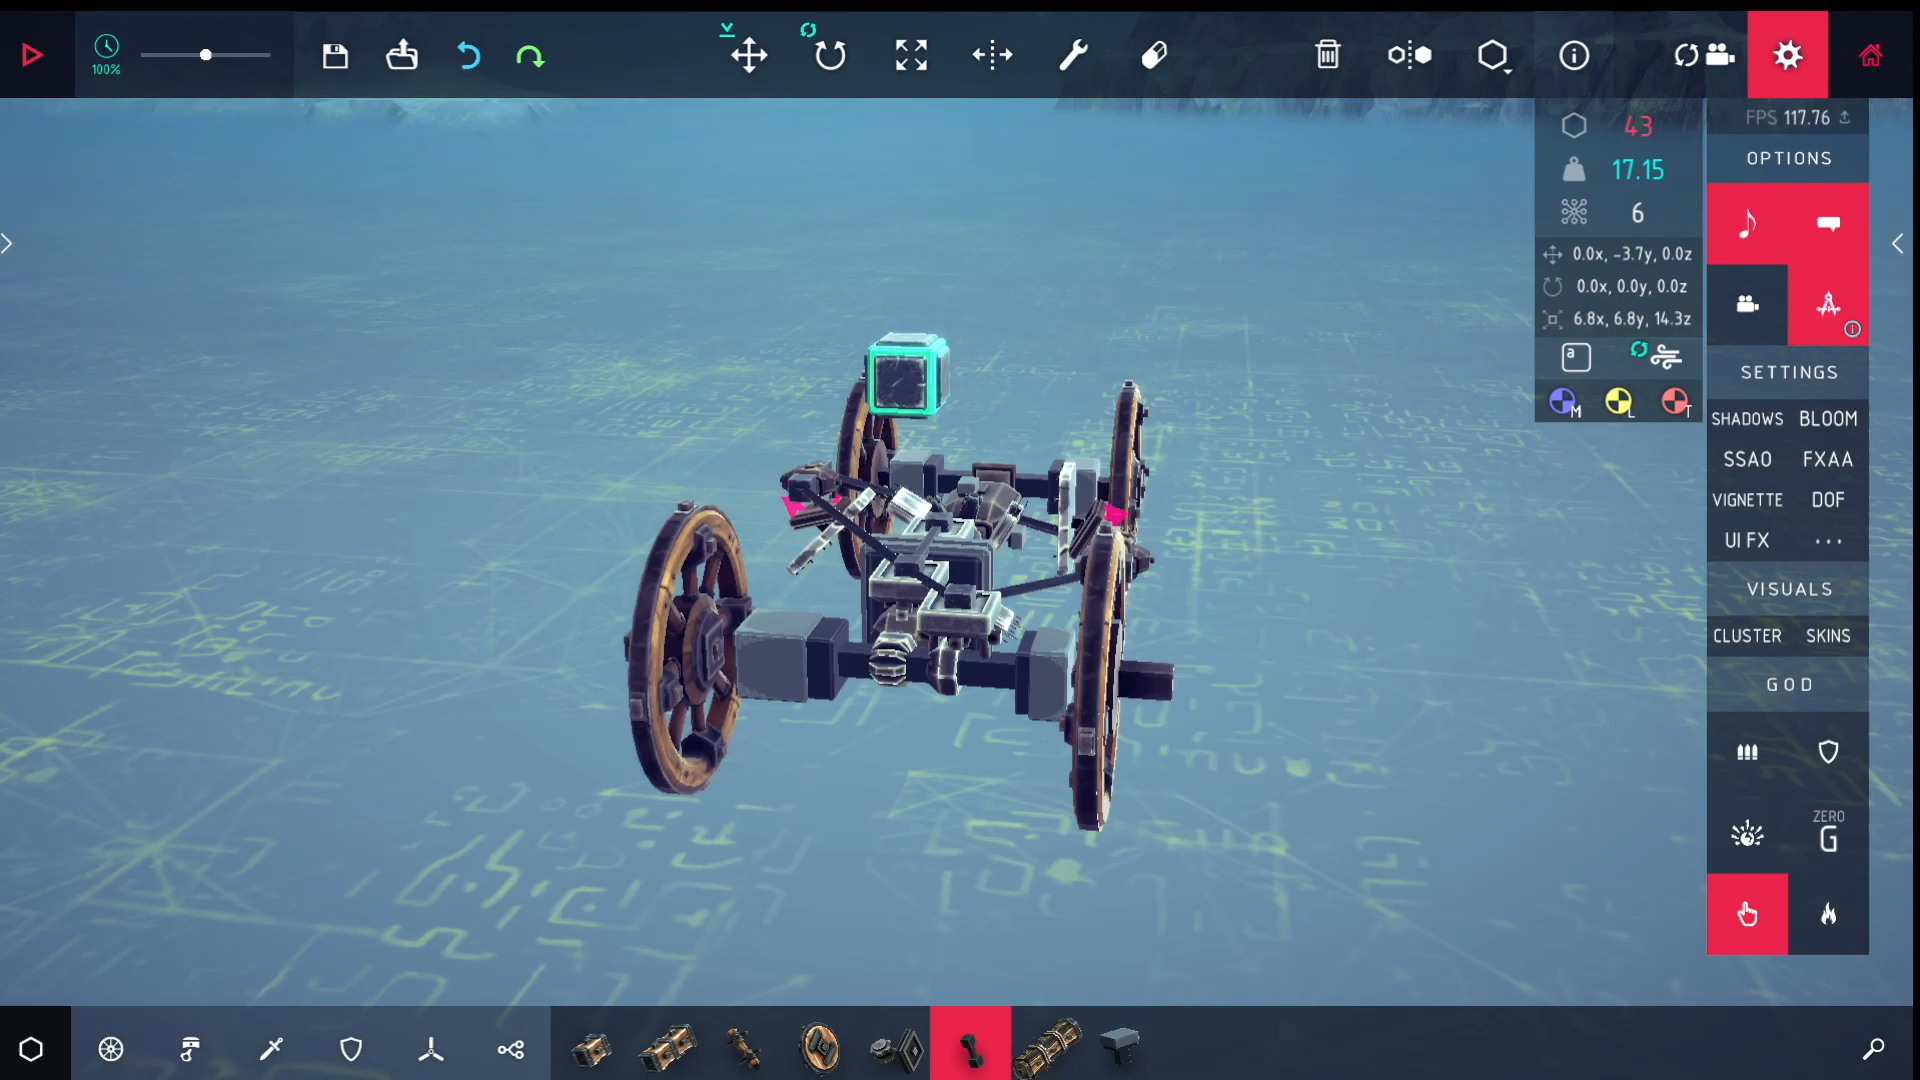 100%
43
FPS 117.76
OPTIONS
17.15
6
0.0x, -3.7y, 0.0z
0.0x, 0.0y, 0.0z
6.8x, 6.8y, 14.3z
a
M
L
T
SETTINGS
SHADOWS BLOOM
SSAO FXAA
VIGNETTE DOF
UI FX ...
VISUALS
CLUSTER SKINS
GOD
ZERO
G